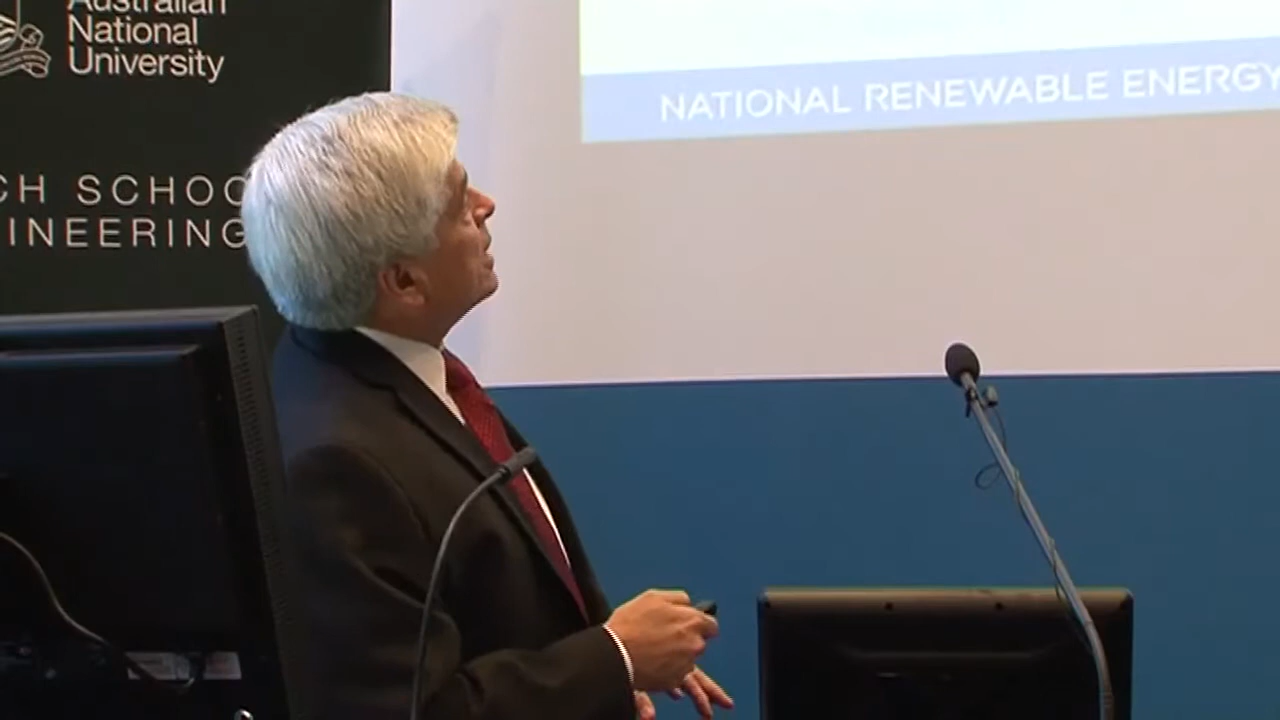 Australian
National
University
CH SCHOO
INEERING
NATIONAL RENEWABLE ENERGY